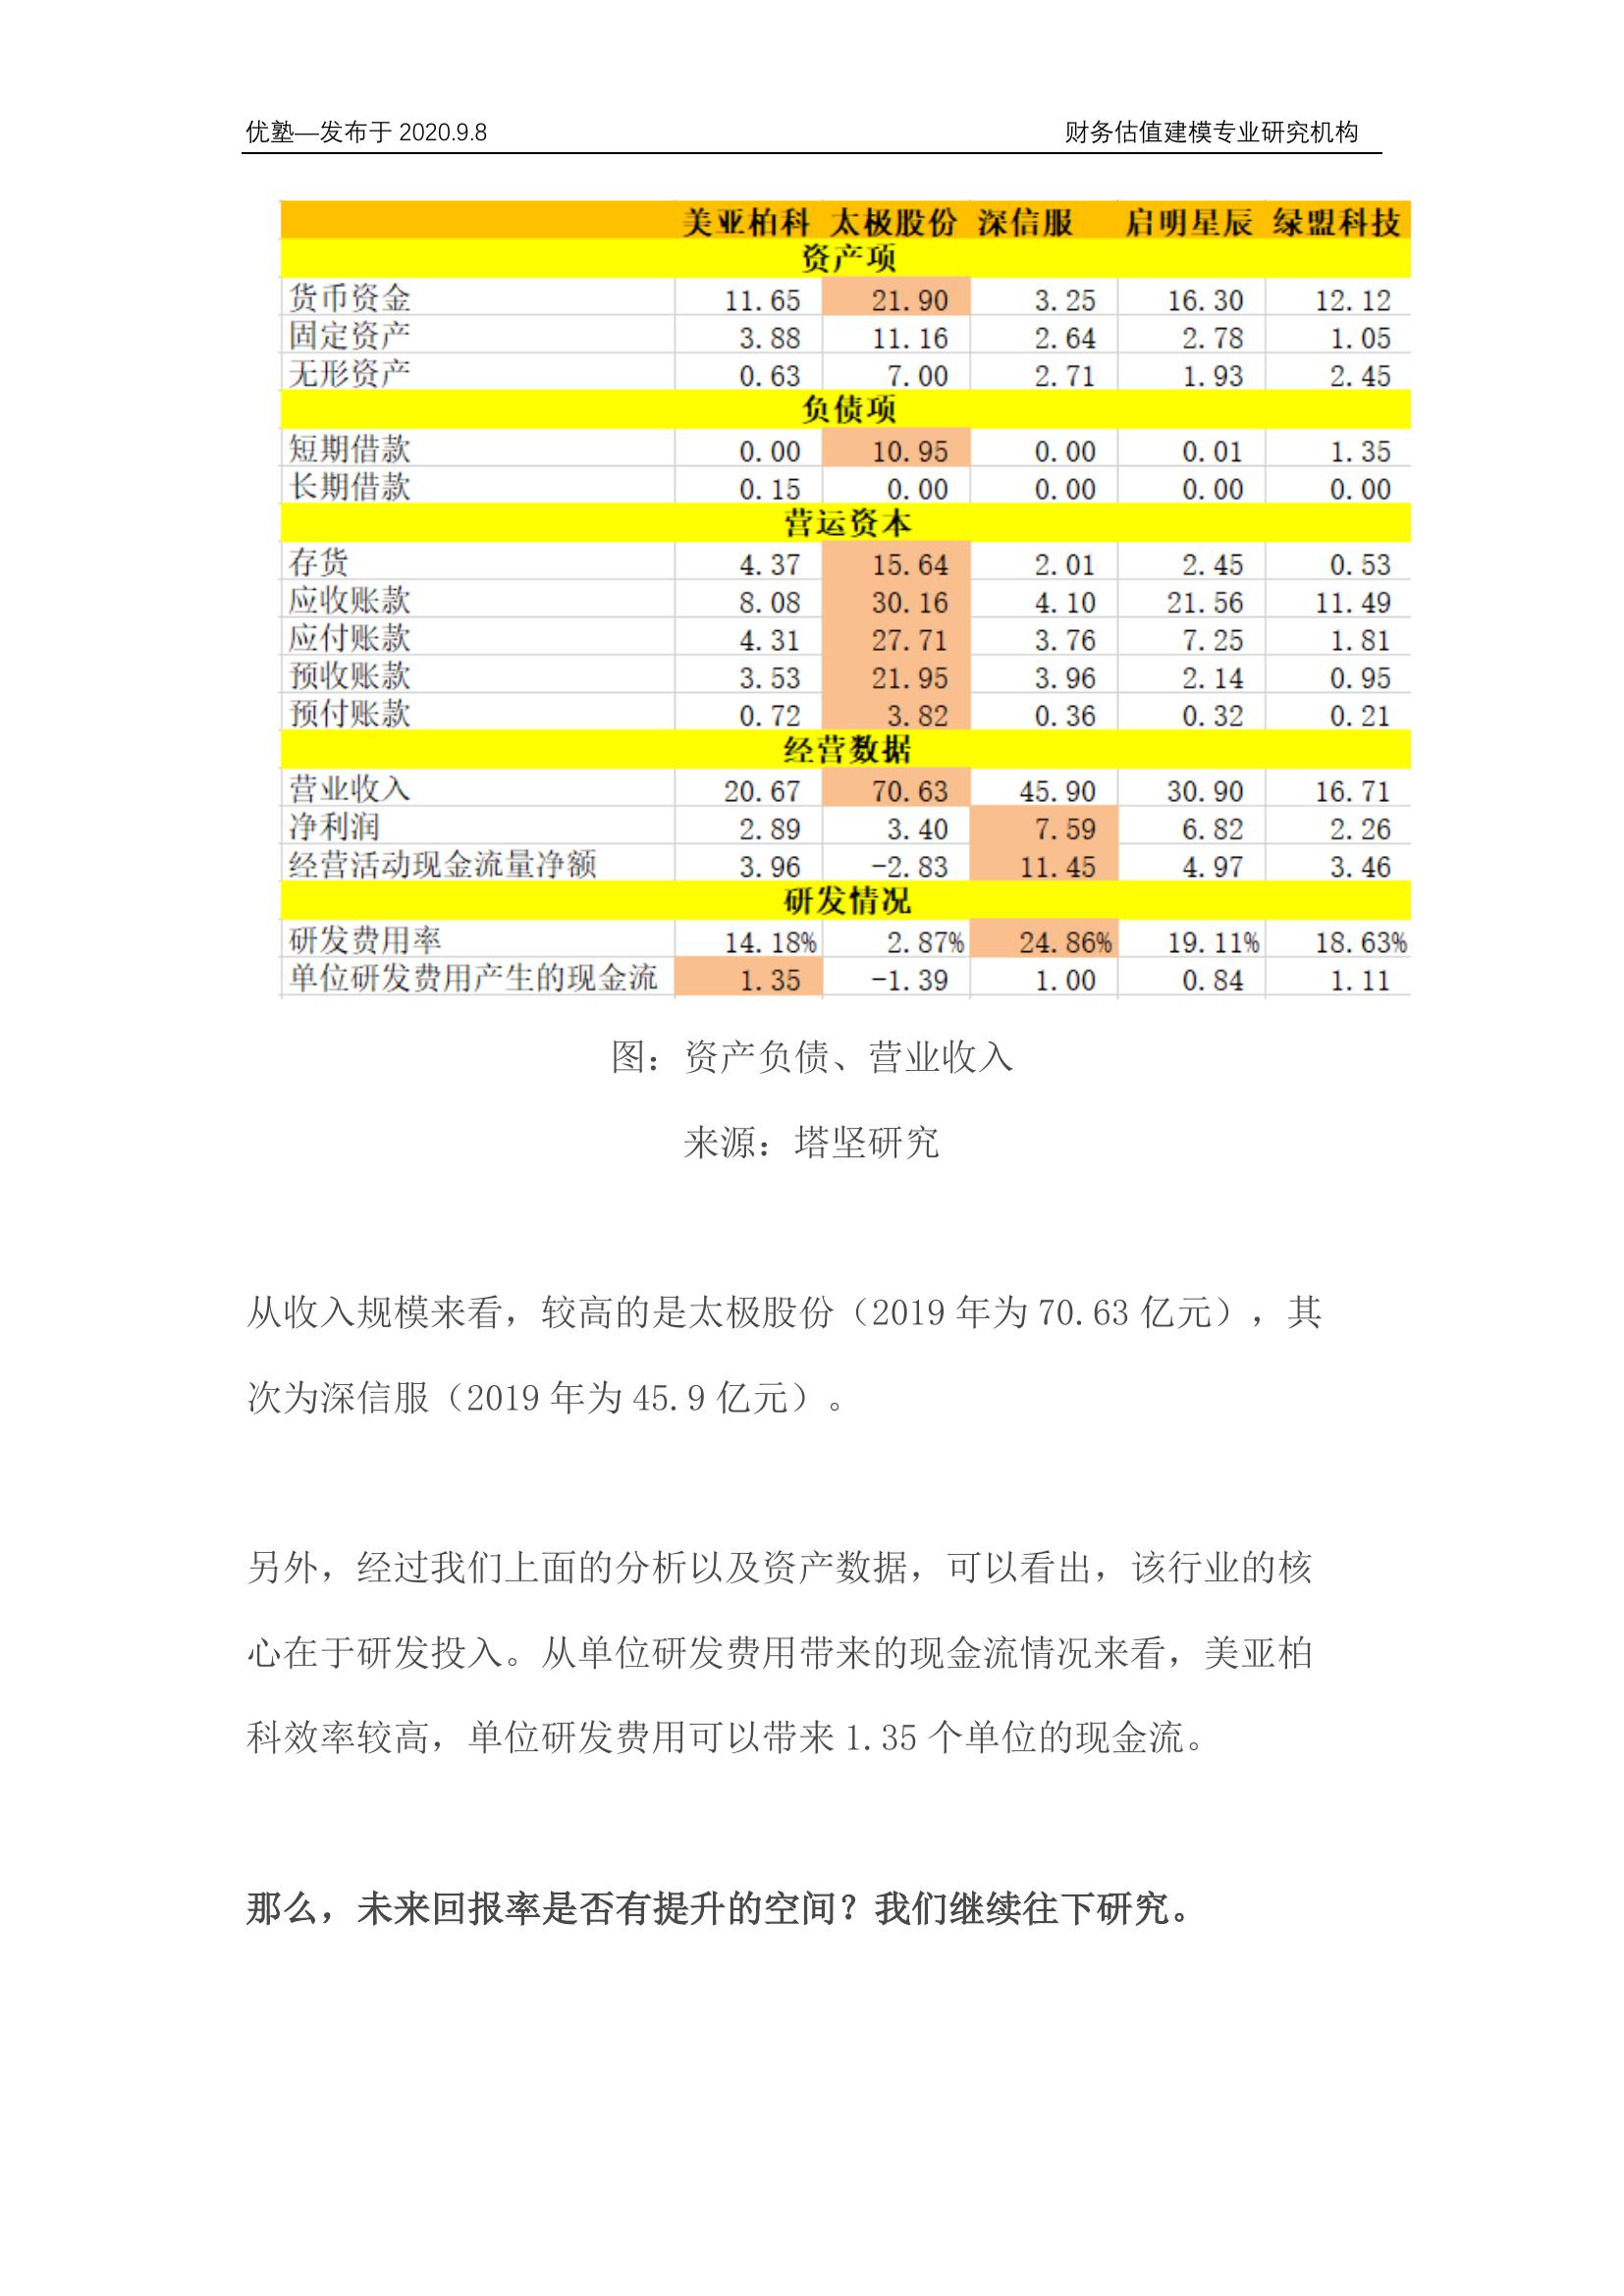 优塾—发布于 2020.9.8 财务估值建模专业研究机构
美亚柏科 太极股份 深信服 启明星辰 绿盟科技
资产项
货币资金 11.65 21.90 3.25 16.30 12.12
固定资产 3.88 11.16 2.64 2.78 1.05
无形资产 0.63 7.00 2.71 1.93 2.45
负债项
短期借款 0.00 10.95 0.00 0.01 1.35
长期借款 0.15 0.00 0.00 0.00 0.00
营运资本
存货 4.37 15.64 2.01 2.45 0.53
应收账款 8.08 30.16 4.10 21.56 11.49
应付账款 4.31 27.71 3.76 7.25 1.81
预收账款 3.53 21.95 3.96 2.14 0.95
预付账款 0.72 3.82 0.36 0.32 0.21
经营数据
营业收入 20.67 70.63 45.90 30.90 16.71
净利润 2.89 3.40 7.59 6.82 2.26
经营活动现金流量净额 3.96 -2.83 11.45 4.97 3.46
研发情况
研发费用率 14.18% 2.87% 24.86% 19.11% 18.63%
单位研发费用产生的现金流 1.35 -1.39 1.00 0.84 1.11
图：资产负债、营业收入
来源：塔坚研究
从收入规模来看，较高的是太极股份（2019 年为 70.63 亿元），其
次为深信服（2019 年为 45.9 亿元）。
另外，经过我们上面的分析以及资产数据，可以看出，该行业的核
心在于研发投入。从单位研发费用带来的现金流情况来看，美亚柏
科效率较高，单位研发费用可以带来 1.35 个单位的现金流。
那么，未来回报率是否有提升的空间？我们继续往下研究。